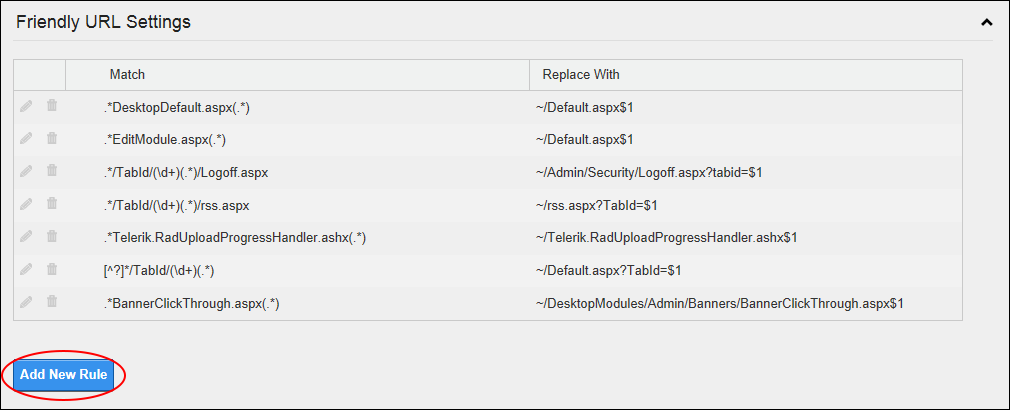 Friendly URL Settings
Match Replace With
.*DesktopDefault.aspx(.*) ~/Default.aspx$1
.*EditModule.aspx(.*) ~/Default.aspx$1
.*/TabId/(\d+)(.*)/Logoff.aspx ~/Admin/Security/Logoff.aspx?tabid=$1
.*/TabId/(\d+)(.*)/rss.aspx ~/rss.aspx?TabId=$1
.*Telerik.RadUploadProgressHandler.ashx(.*) ~/Telerik.RadUploadProgressHandler.ashx$1
[^?]*/TabId/(\d+)(.*) ~/Default.aspx?TabId=$1
.*BannerClickThrough.aspx(.*) ~/DesktopModules/Admin/Banners/BannerClickThrough.aspx$1
Add New Rule